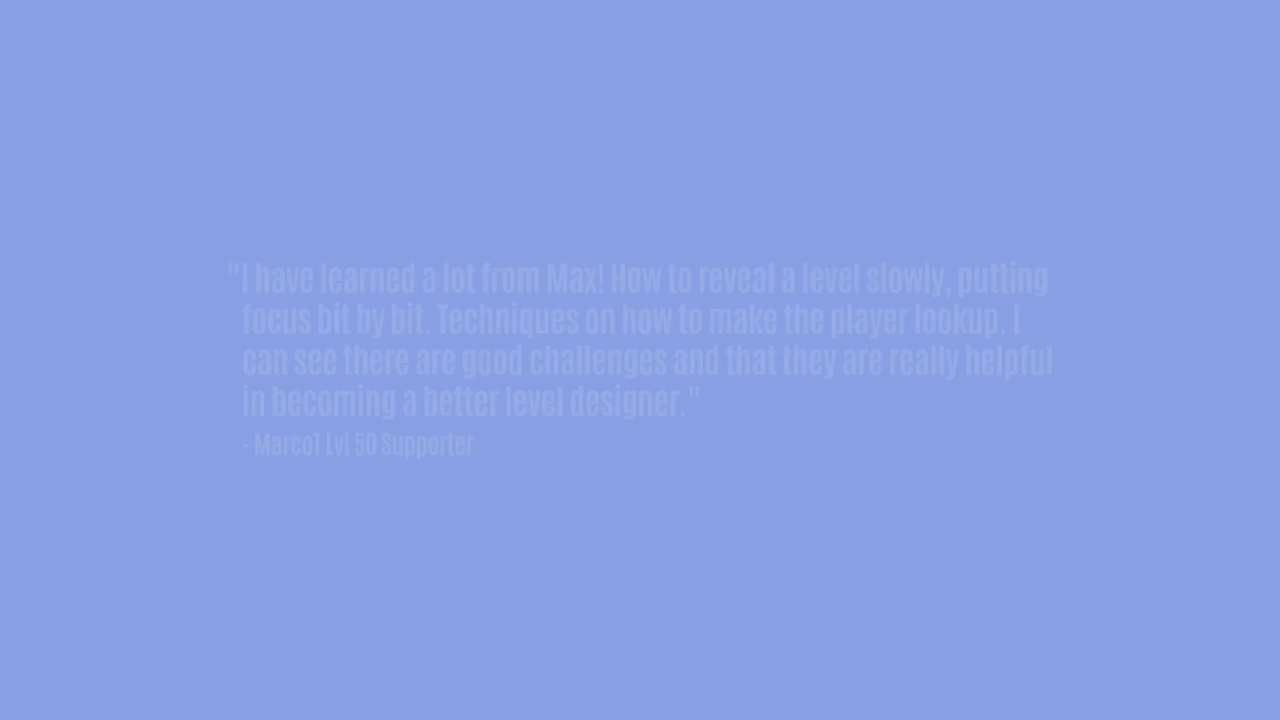 "I have learned a lot from Max! How to reveal a level slowly, putting
focus bit by bit. Techniques on how to make the player lookup. I
can see there are good challenges and that they are really helpful
in becoming a better level designer."
- MarcoT Lvl 50 Supporter